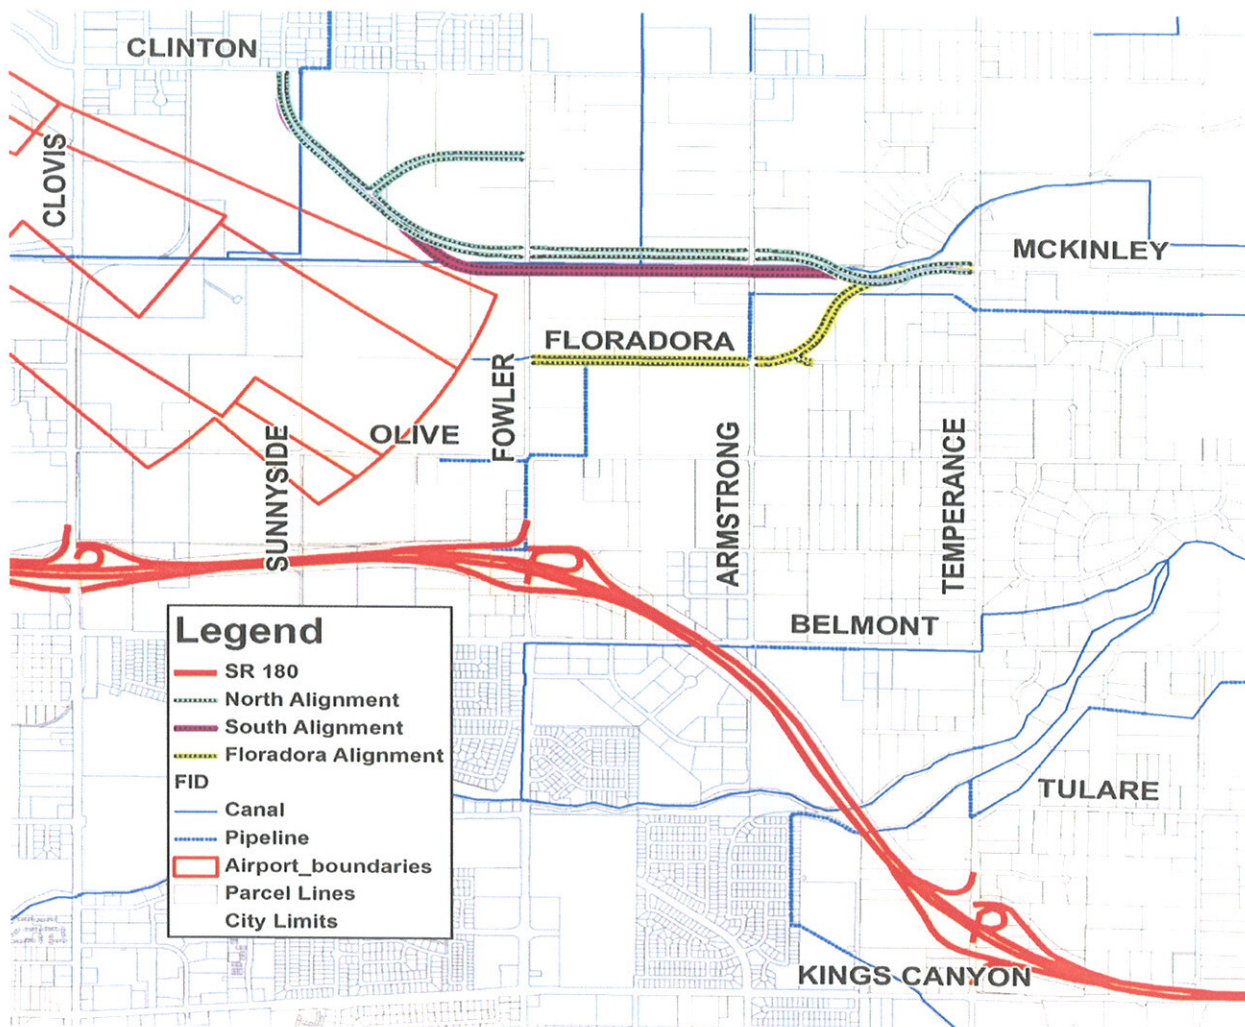 CLINTON
CLOVIS
MCKINLEY
FLORADORA
FOWLER
OLIVE
SUNNYSIDE
ARMSTRONG
TEMPERANCE
BELMONT
Legend
SR 180
North Alignment
South Alignment
Floradora Alignment
FID
Canal
Pipeline
Airport_boundaries
Parcel Lines
City Limits
TULARE
KINGS CANYON